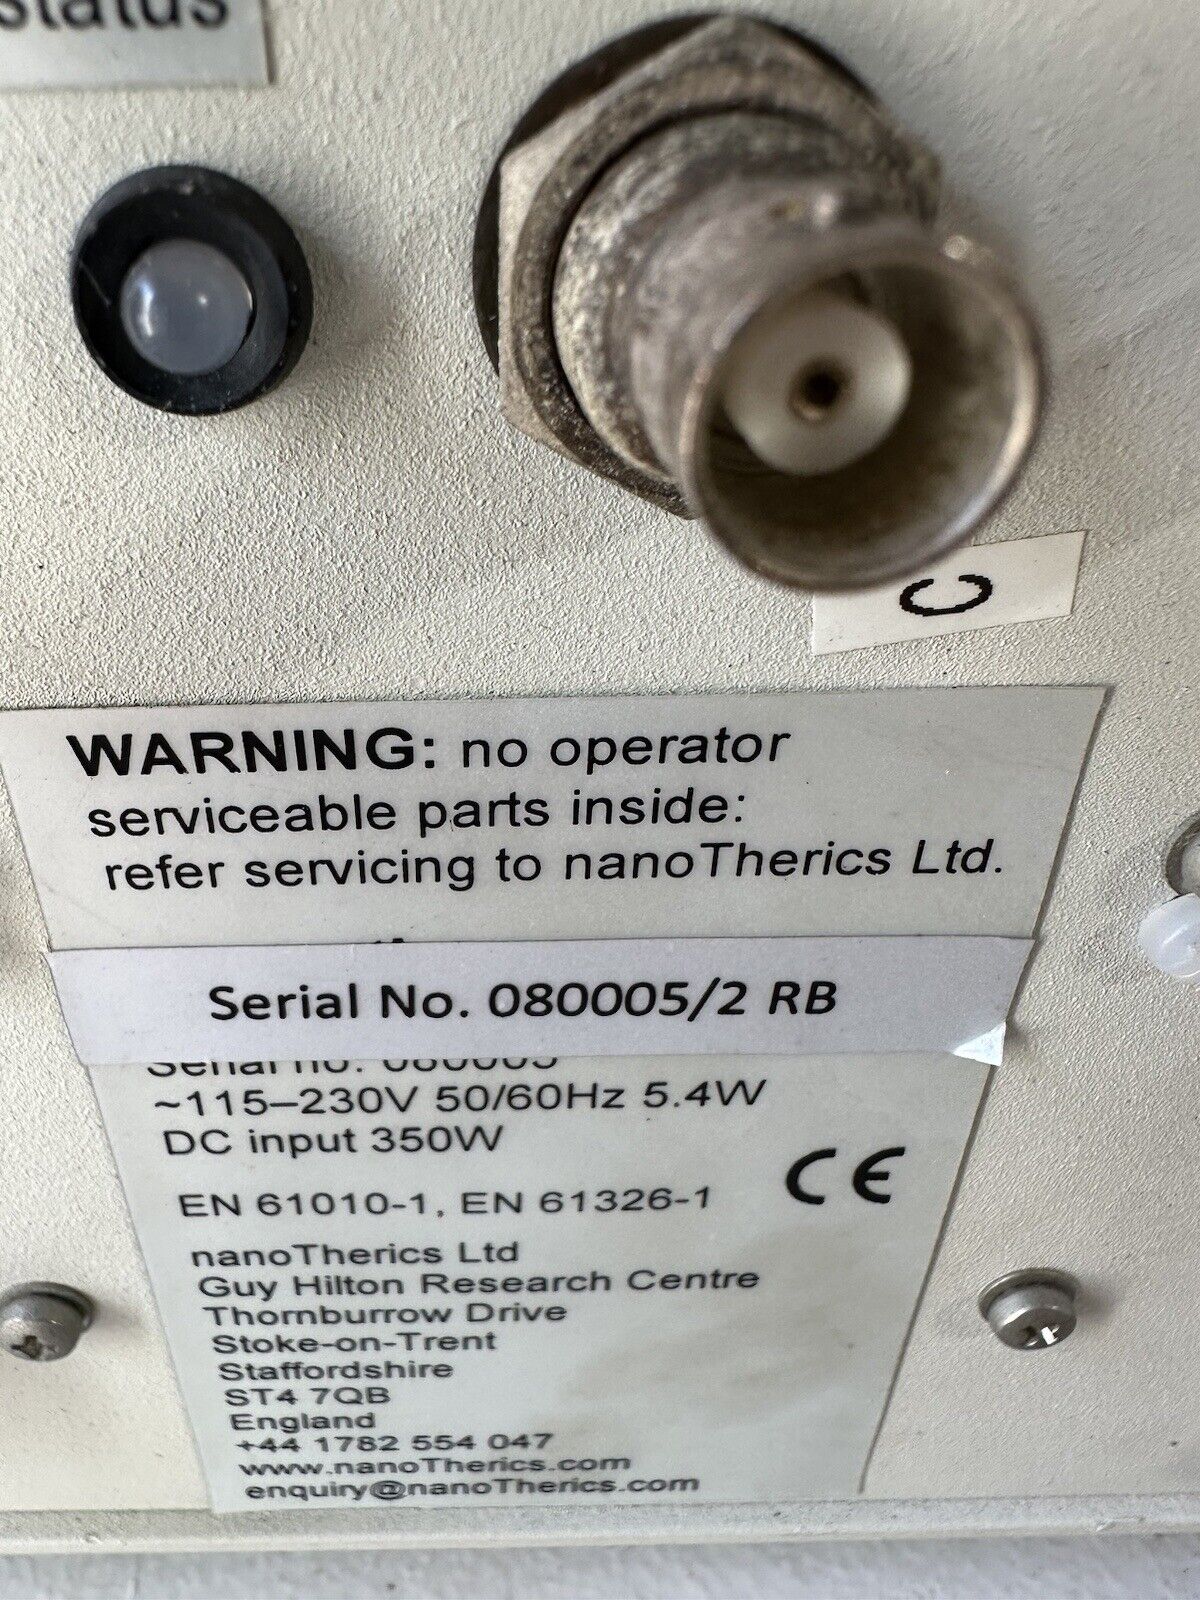 status
C
WARNING: no operator
serviceable parts inside:
refer servicing to nanoTherics Ltd.
Serial No. 080005/2 RB
Serial no. 080005
~115–230V 50/60Hz 5.4W
DC input 350W
CE
EN 61010-1, EN 61326-1
nanoTherics Ltd
Guy Hilton Research Centre
Thornburrow Drive
Stoke-on-Trent
Staffordshire
ST4 7QB
England
+44 1782 554 047
www.nanoTherics.com
enquiry@nanoTherics.com